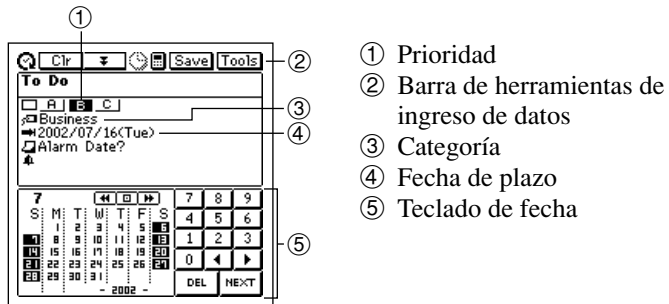 ①
Clr Save Tools
②
To Do
A B C
Business
③
2002/07/16(Tue)
④
Alarm Date?
7
S M T W T F S
1 2 3 4 5 6
7 8 9 10 11 12 13
14 15 16 17 18 19 20
21 22 23 24 25 26 27
28 29 30 31
- 2002 -
7 8 9
4 5 6
1 2 3
0
DEL NEXT
⑤
① Prioridad
② Barra de herramientas de
ingreso de datos
③ Categoría
④ Fecha de plazo
⑤ Teclado de fecha